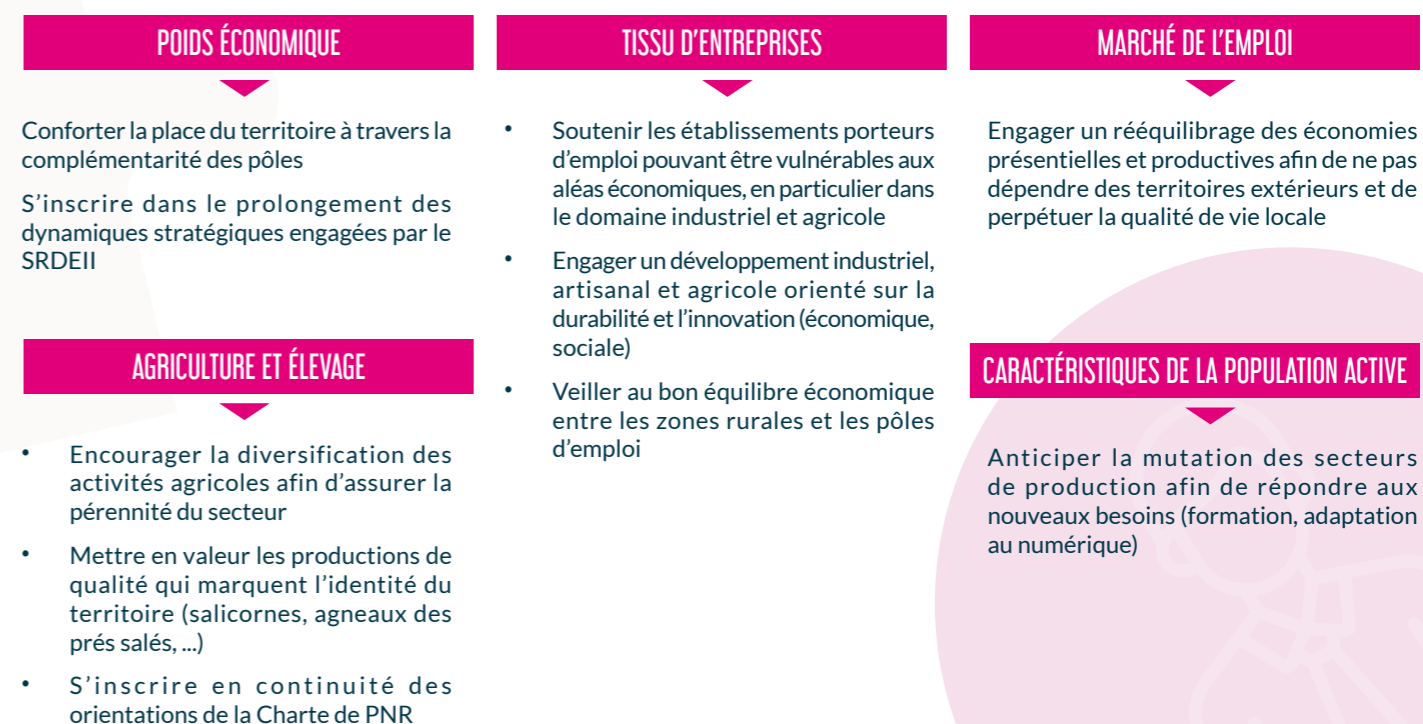 POIDS ÉCONOMIQUE
Conforter la place du territoire à travers la
complémentarité des pôles
S'inscrire dans le prolongement des
dynamiques stratégiques engagées par le
SRDEII
AGRICULTURE ET ÉLEVAGE
• Encourager la diversification des
activités agricoles afin d'assurer la
pérennité du secteur
• Mettre en valeur les productions de
qualité qui marquent l'identité du
territoire (salicornes, agneaux des
prés salés, ...)
• S'inscrire en continuité des
orientations de la Charte de PNR
TISSU D'ENTREPRISES
• Soutenir les établissements porteurs
d'emploi pouvant être vulnérables aux
aléas économiques, en particulier dans
le domaine industriel et agricole
• Engager un développement industriel,
artisanal et agricole orienté sur la
durabilité et l'innovation (économique,
sociale)
• Veiller au bon équilibre économique
entre les zones rurales et les pôles
d'emploi
MARCHÉ DE L'EMPLOI
Engager un rééquilibrage des économies
présentielles et productives afin de ne pas
dépendre des territoires extérieurs et de
perpétuer la qualité de vie locale
CARACTÉRISTIQUES DE LA POPULATION ACTIVE
Anticiper la mutation des secteurs
de production afin de répondre aux
nouveaux besoins (formation, adaptation
au numérique)